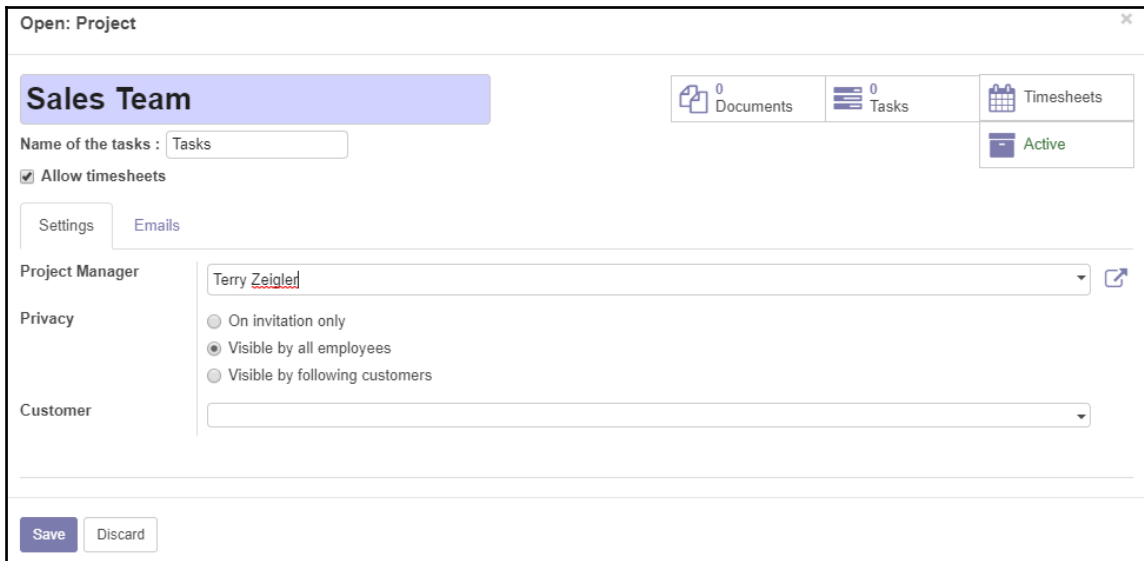 Open: Project
×
Sales Team
0
Documents
0
Tasks
Timesheets
Active
Name of the tasks : Tasks
Allow timesheets
Settings Emails
Project Manager Terry Zeigler
Privacy On invitation only
Visible by all employees
Visible by following customers
Customer
Save Discard